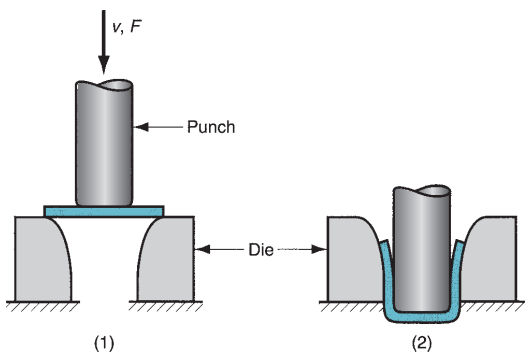 v, F
Punch
Die
(1)
(2)